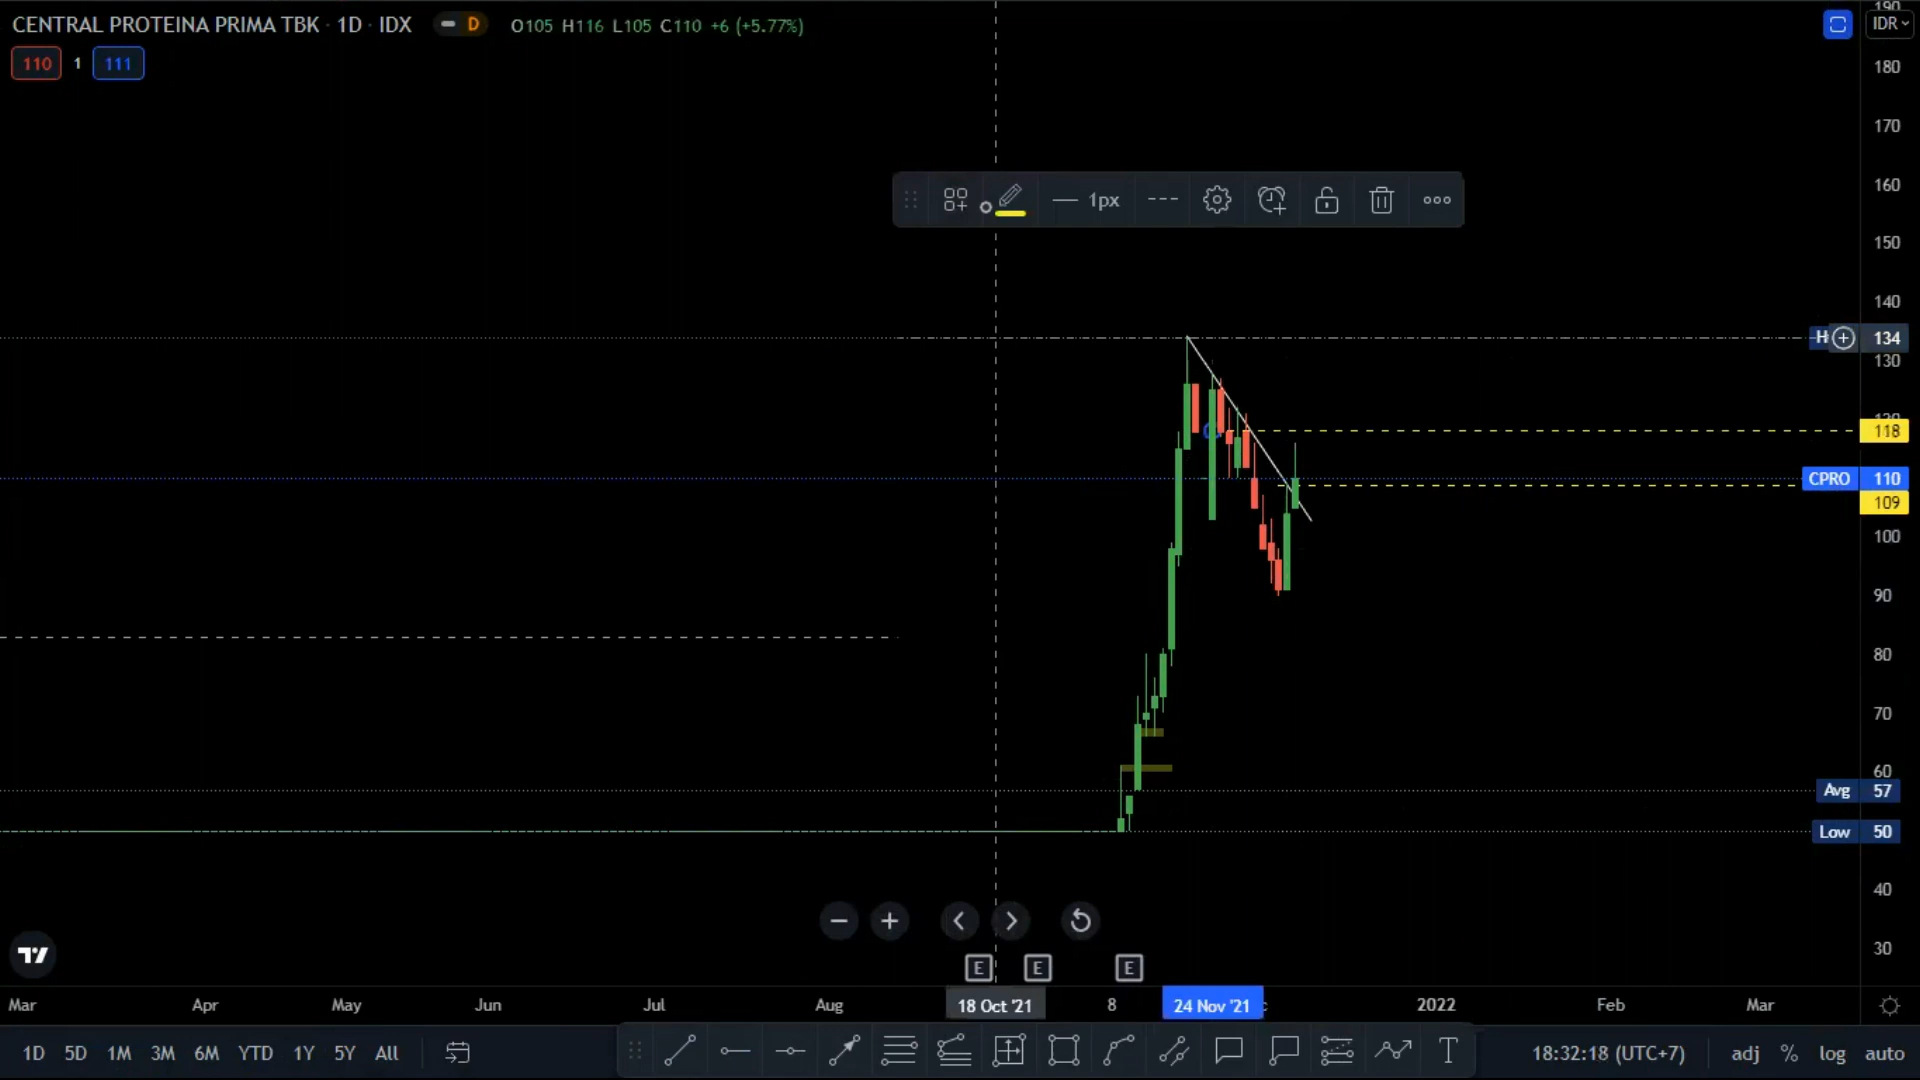 CENTRAL PROTEINA PRIMA TBK · 1D · IDX D O105 H116 L105 C110 +6 (+5.77%)
IDR
110 1 111
190
180
170
1px
160
150
140
H 134
130
120
118
CPRO 110
109
100
90
80
70
60
Avg 57
Low 50
40
30
E E E
Mar Apr May Jun Jul Aug 18 Oct '21 8 24 Nov '21 2022 Feb Mar
1D 5D 1M 3M 6M YTD 1Y 5Y All T 18:32:18 (UTC+7) adj % log auto